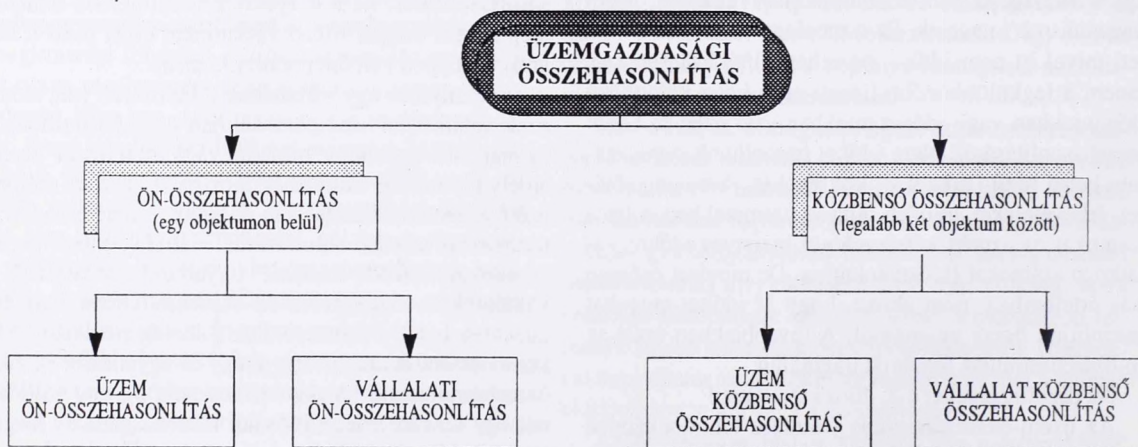 ÜZEMGAZDASÁGI
ÖSSZEHASONLÍTÁS
ÖN-ÖSSZEHASONLÍTÁS
(egy objektumon belül)
KÖZBENSŐ ÖSSZEHASONLÍTÁS
(legalább két objektum között)
ÜZEM
ÖN-ÖSSZEHASONLÍTÁS
VÁLLALATI
ÖN-ÖSSZEHASONLÍTÁS
ÜZEM
KÖZBENSŐ
ÖSSZEHASONLÍTÁS
VÁLLALAT KÖZBENSŐ
ÖSSZEHASONLÍTÁS